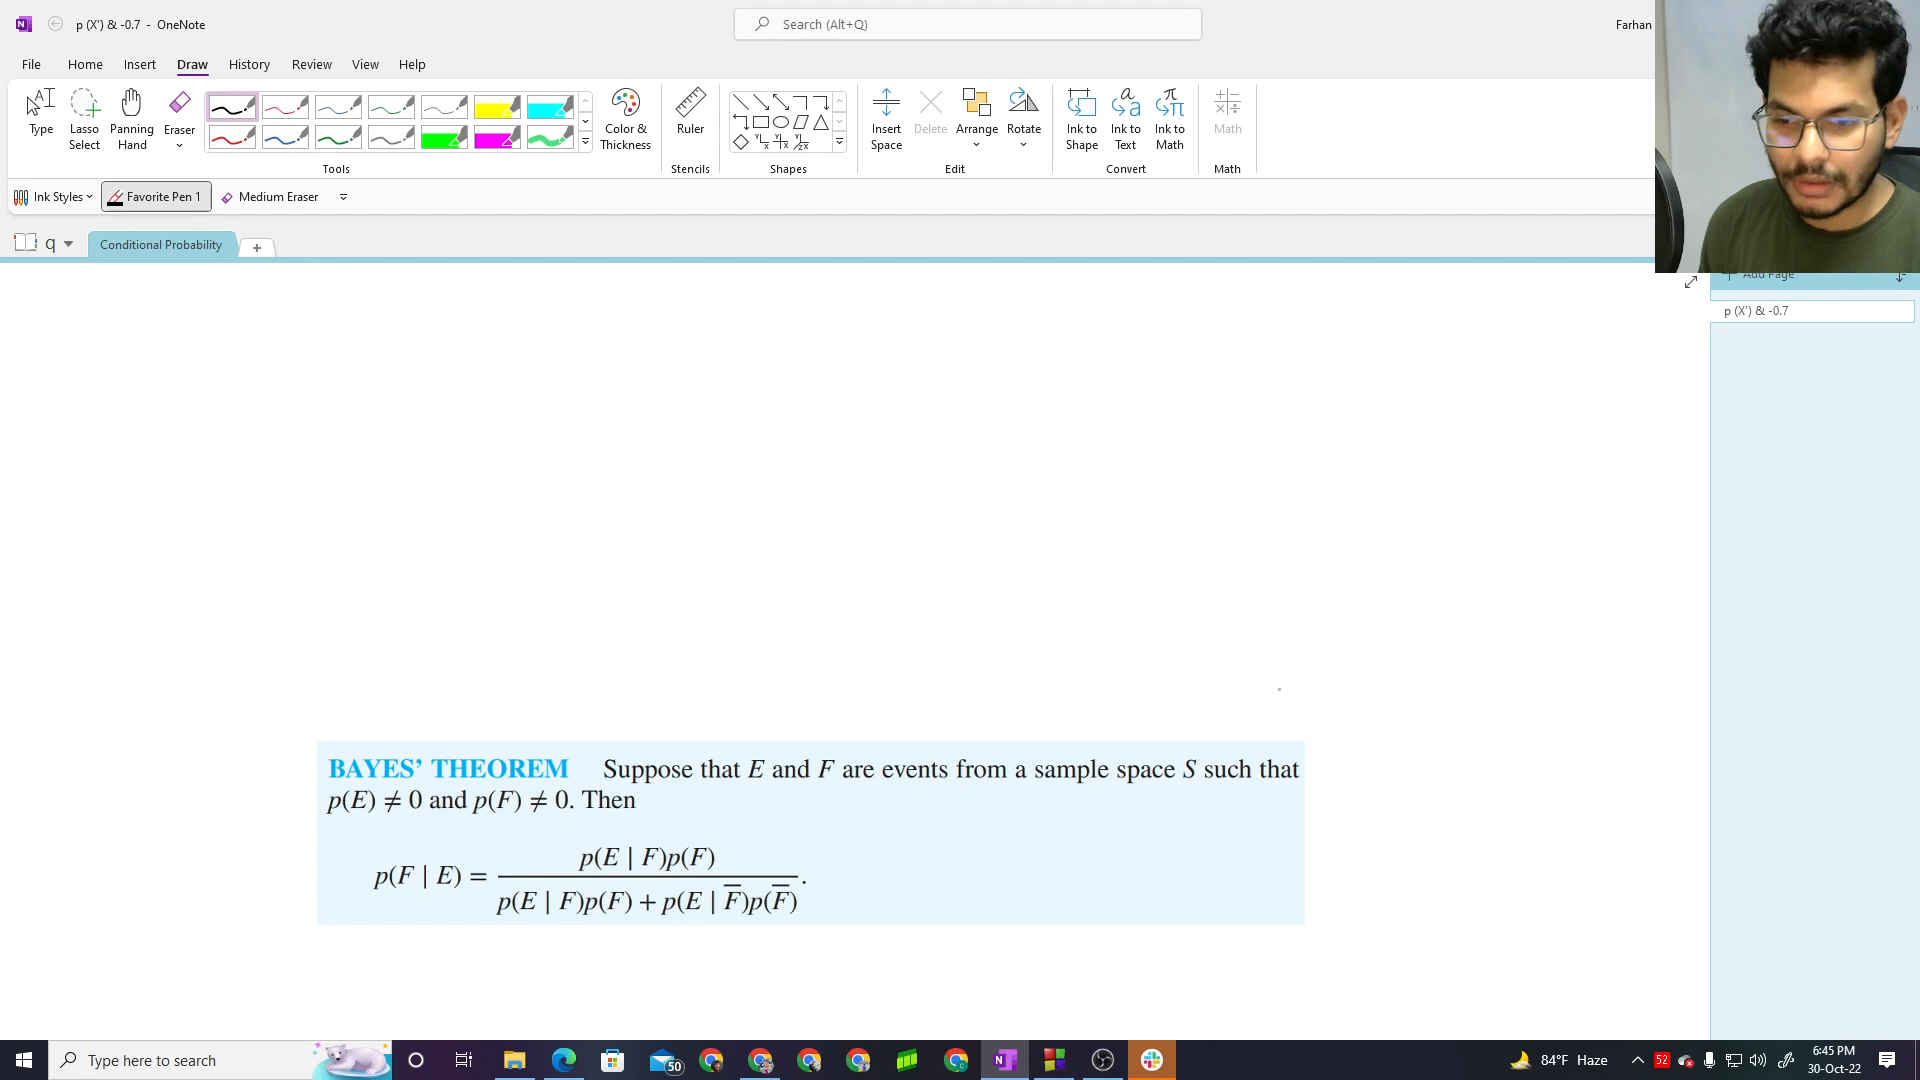 p (X') & -0.7 - OneNote
Search (Alt+Q)
Farhan
File Home Insert Draw History Review View Help
Type
Lasso Select
Panning Hand
Eraser
Color & Thickness
Ruler
Insert Space
Delete
Arrange
Rotate
Ink to Shape
Ink to Text
Ink to Math
Math
Tools Stencils Shapes Edit Convert Math
Ink Styles Favorite Pen 1 Medium Eraser
q Conditional Probability
Add Page
p (X') & -0.7
BAYES' THEOREM Suppose that E and F are events from a sample space S such that
p(E) ≠ 0 and p(F) ≠ 0. Then
p(F | E) = p(E | F)p(F) / p(E | F)p(F) + p(E | F̅)p(F̅).
Type here to search
50
84°F Haze
52
6:45 PM
30-Oct-22